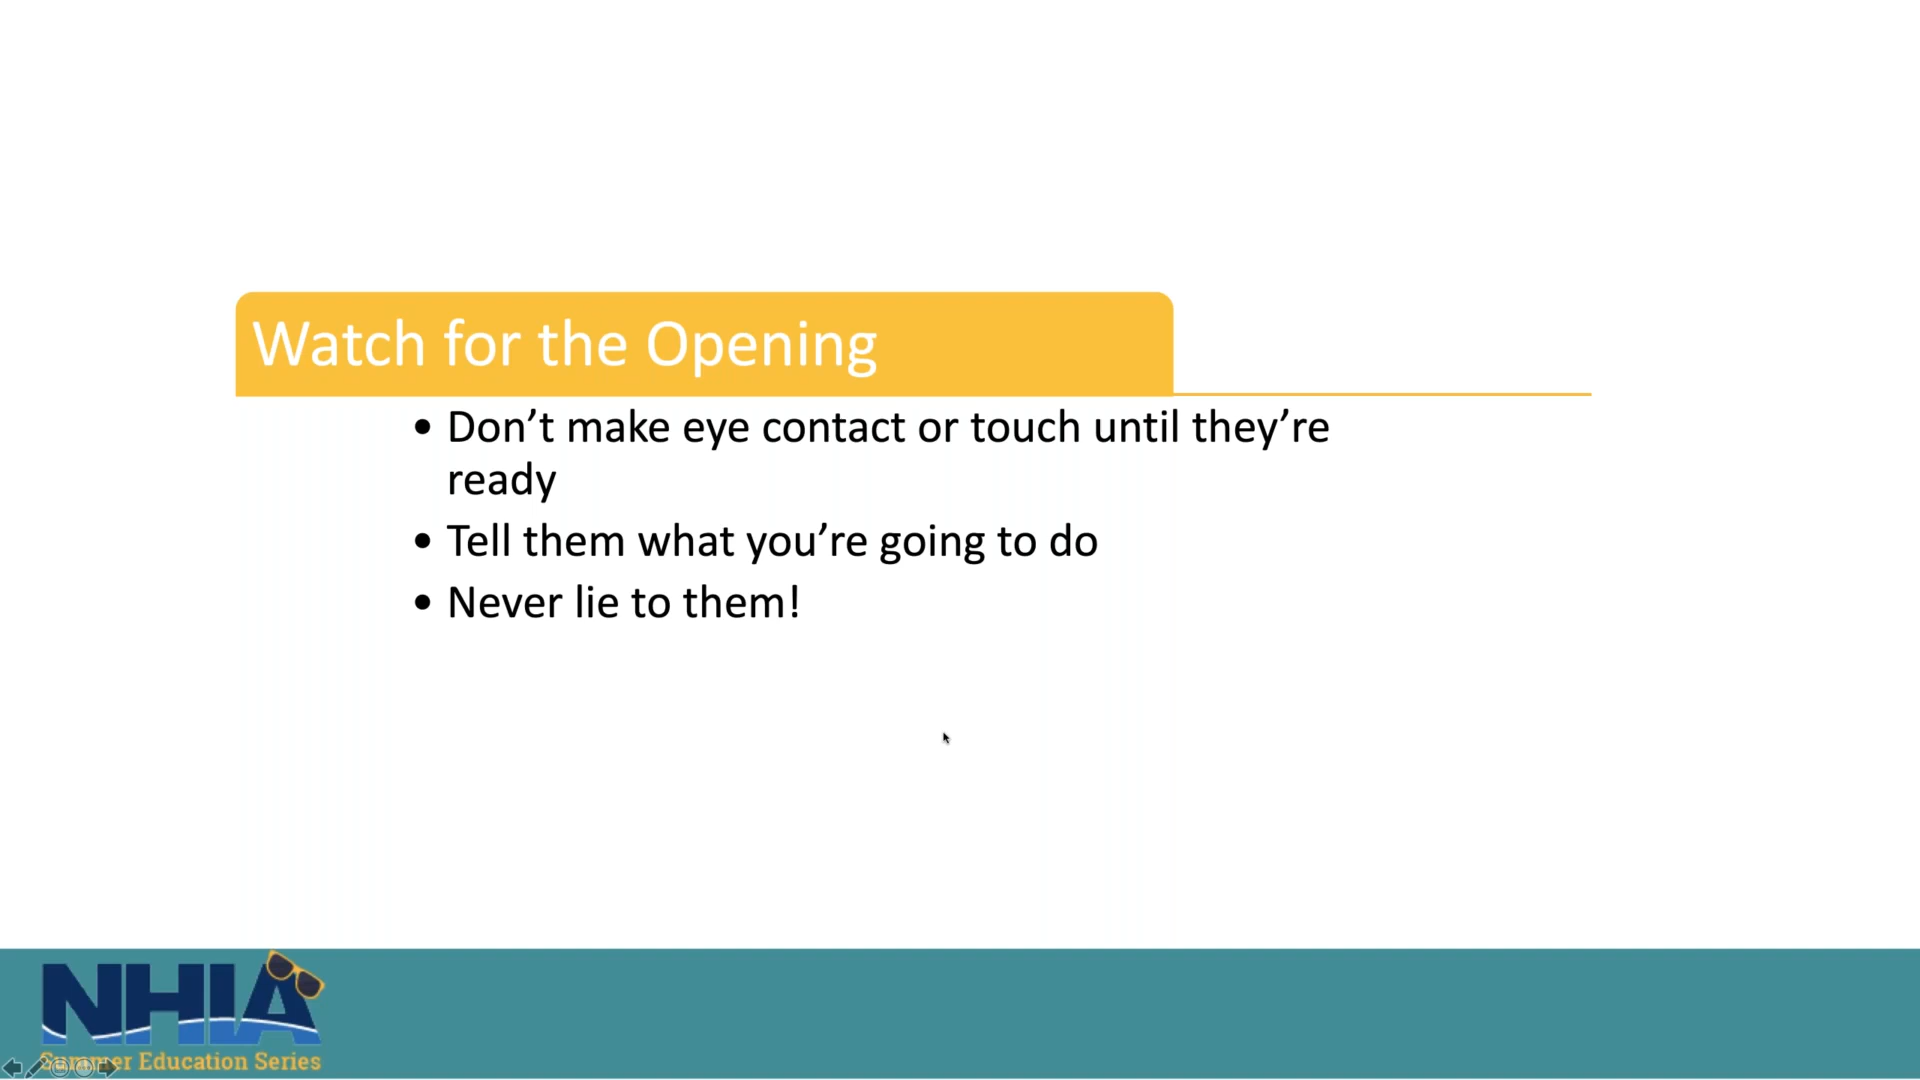 Watch for the Opening
• Don’t make eye contact or touch until they’re
ready
• Tell them what you’re going to do
• Never lie to them!
NHIA
Summer Education Series